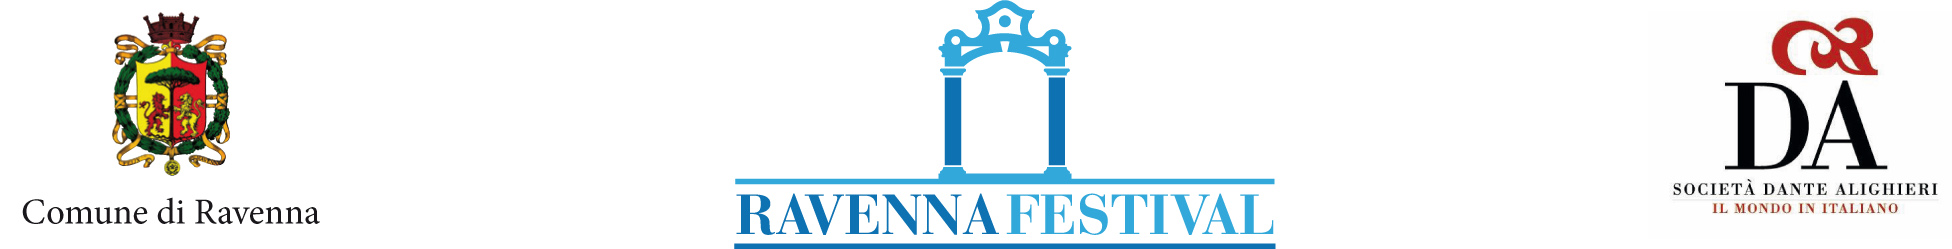 Comune di Ravenna
RAVENNA FESTIVAL
DA
SOCIETÀ DANTE ALIGHIERI
IL MONDO IN ITALIANO